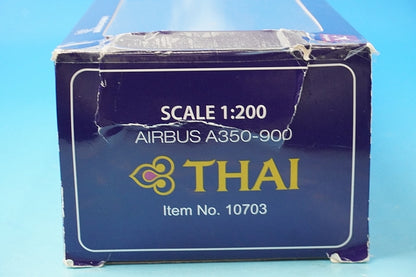 SCALE 1:200
AIRBUS A350-900
THAI
Item No. 10703